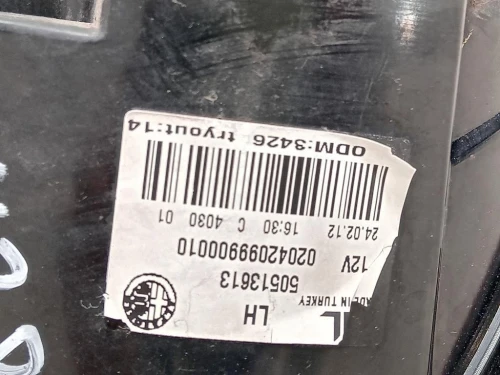 L LH
MADE IN TURKEY
50513613
12V 02042099900010
24.02.12 16:30 C 4030 01
ODM:3426 tryout:14